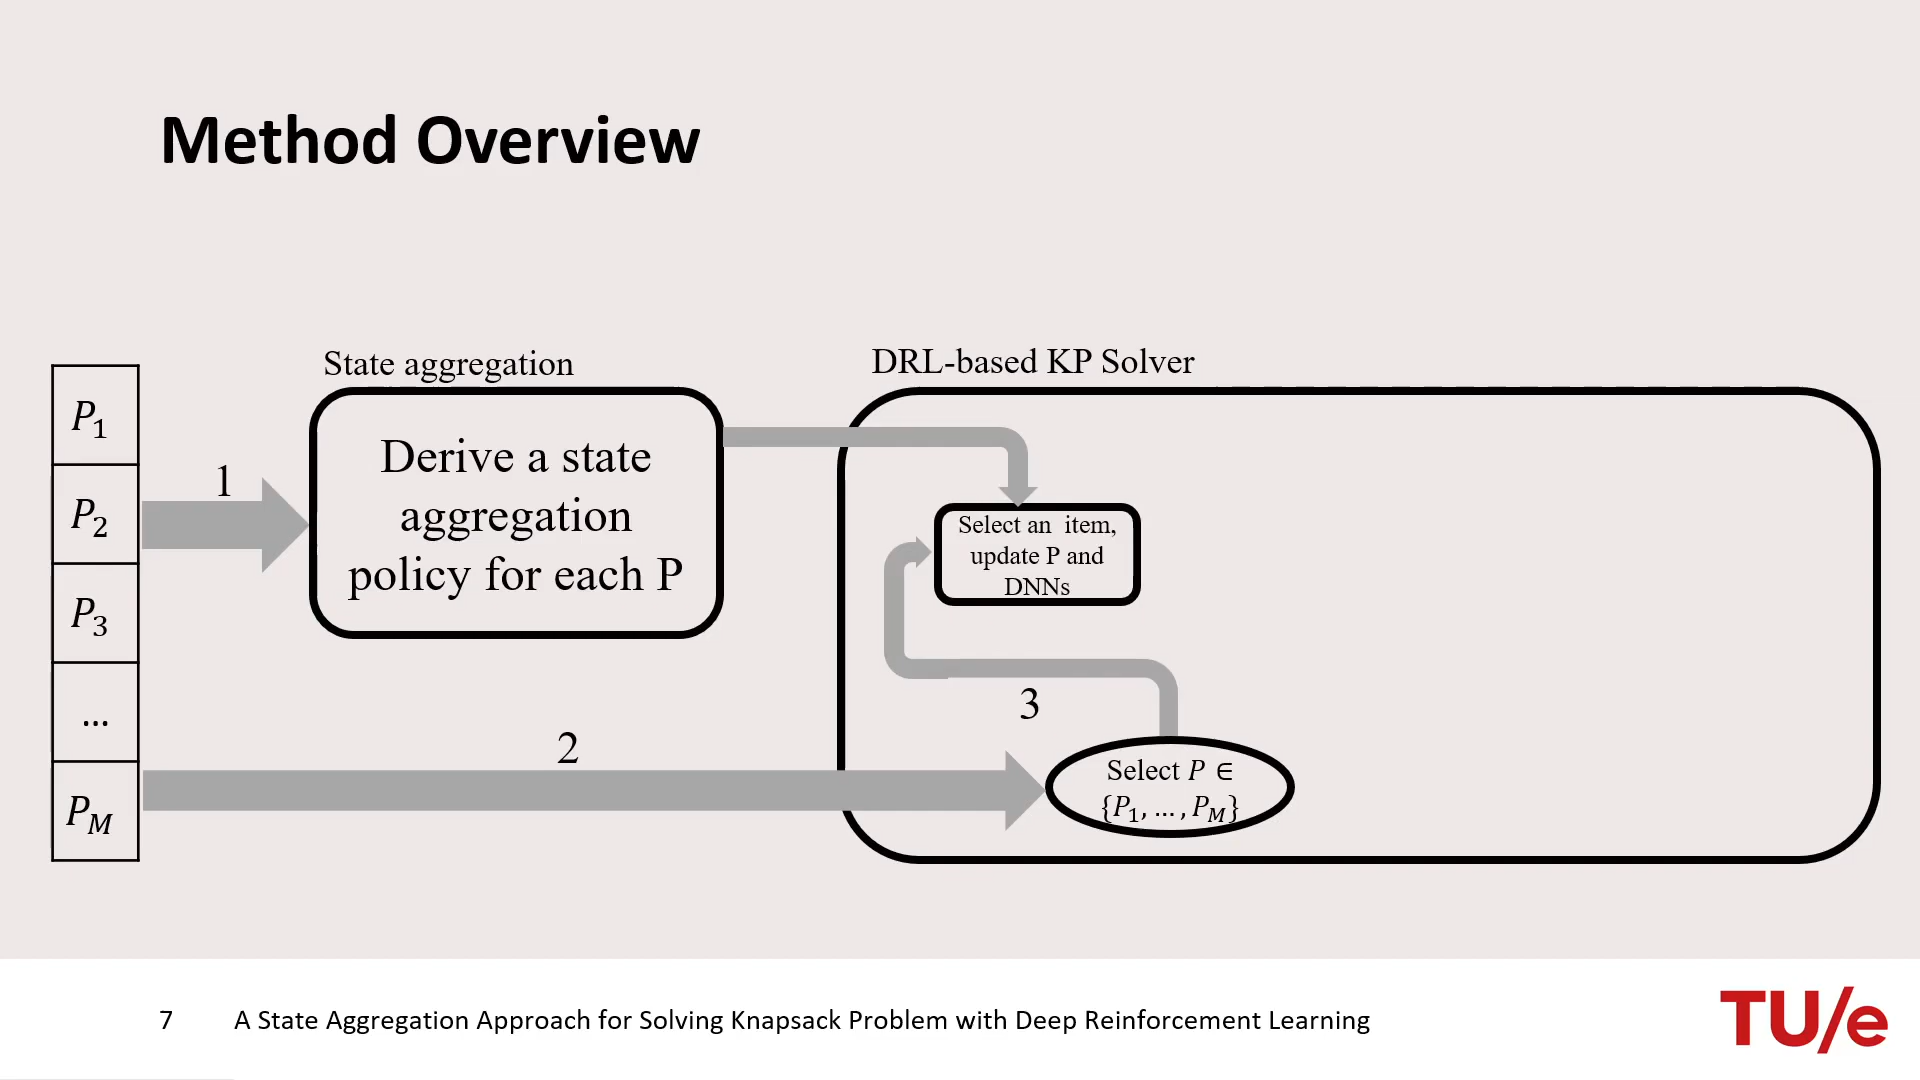 Method Overview
P1
P2
P3
...
PM
1
State aggregation
Derive a state
aggregation
policy for each P
2
DRL-based KP Solver
Select an item,
update P and
DNNs
3
Select P ∈
{P1, ... , PM}
7
A State Aggregation Approach for Solving Knapsack Problem with Deep Reinforcement Learning
TU/e